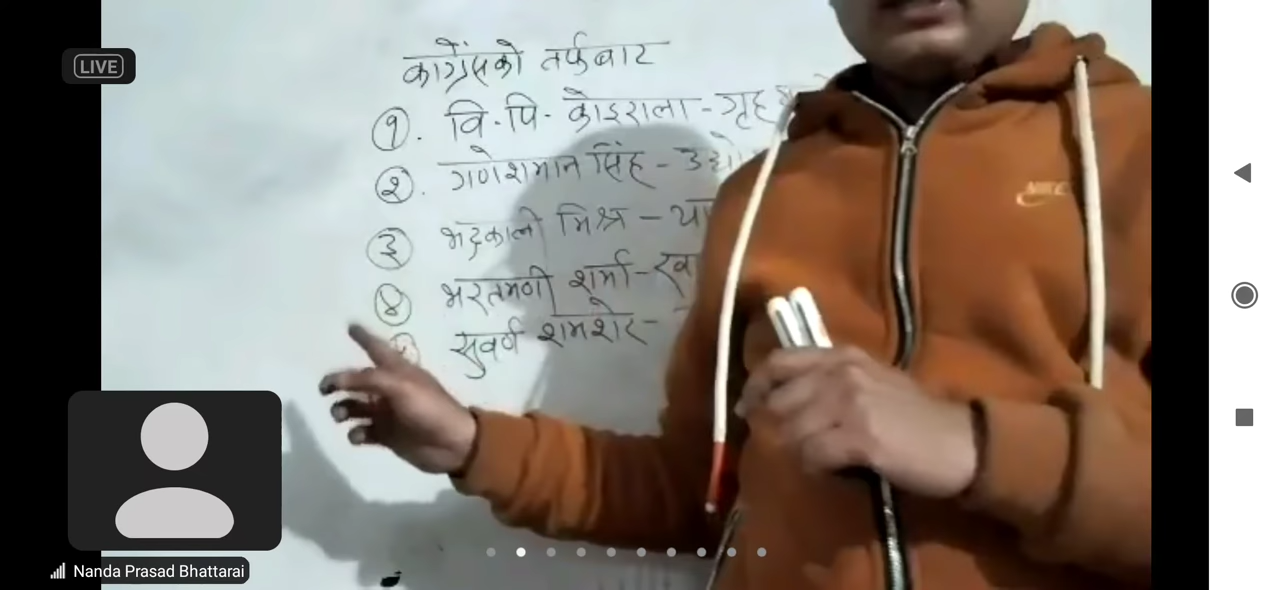 LIVE
काग्रेंसको तर्फबाट
१. वि.पि. कोइराला - गृह
२. गणेशमान सिंह - उद्यो
३ भद्रकाली मिश्र - या
४ भरतमणी शर्मा - स्वा
सुवर्ण शमशेर -
NIKE
Nanda Prasad Bhattarai